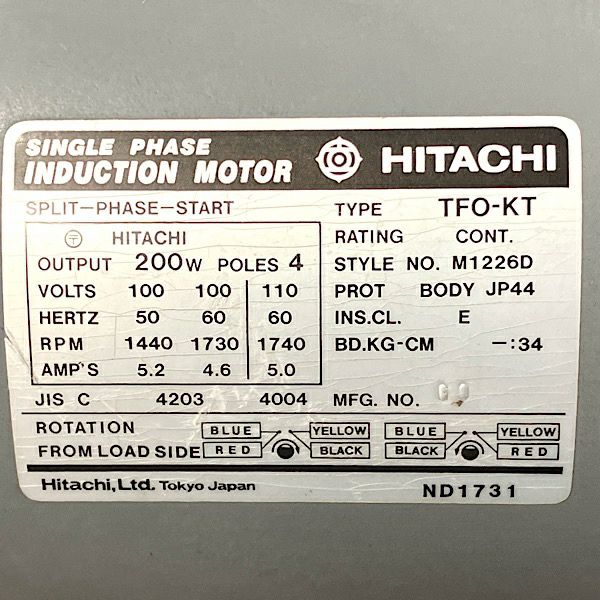 SINGLE PHASE
INDUCTION MOTOR
HITACHI
SPLIT-PHASE-START
TYPE TFO-KT
HITACHI
RATING CONT.
OUTPUT 200W POLES 4
STYLE NO. M1226D
VOLTS 100 100 110
PROT BODY JP44
HERTZ 50 60 60
INS.CL. E
RPM 1440 1730 1740
BD.KG-CM -:34
AMP'S 5.2 4.6 5.0
JIS C 4203 4004
MFG. NO.
ROTATION BLUE YELLOW BLUE YELLOW
FROM LOAD SIDE RED BLACK BLACK RED
Hitachi, Ltd. Tokyo Japan
ND1731